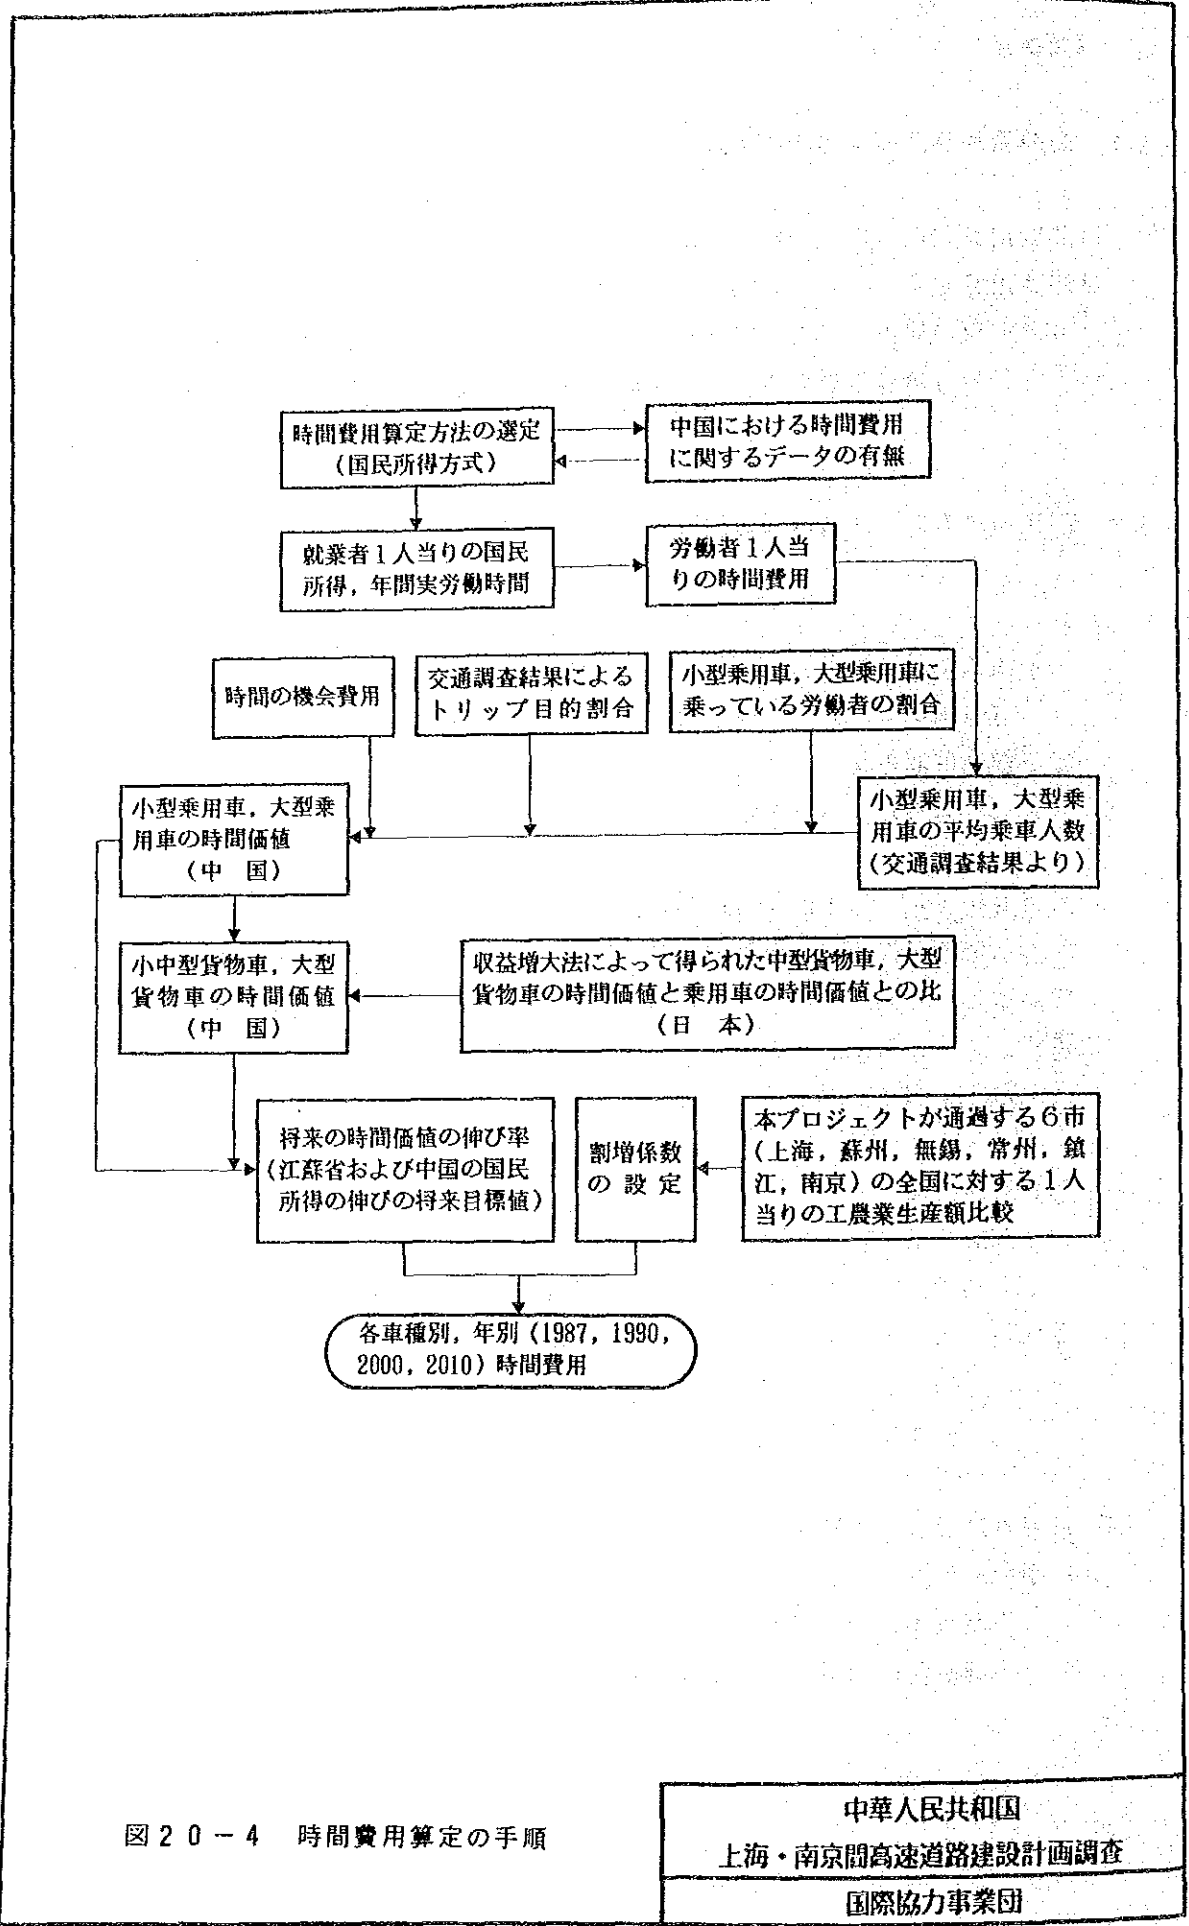 時間費用算定方法の選定
（国民所得方式）
中国における時間費用
に関するデータの有無
就業者１人当りの国民
所得，年間実労働時間
労働者１人当
りの時間費用
時間の機会費用
交通調査結果による
トリップ目的割合
小型乗用車，大型乗用車に
乗っている労働者の割合
小型乗用車，大型乗
用車の時間価値
（中　国）
小型乗用車，大型乗
用車の平均乗車人数
（交通調査結果より）
小中型貨物車，大型
貨物車の時間価値
（中　国）
収益増大法によって得られた中型貨物車，大型
貨物車の時間価値と乗用車の時間価値との比
（日　本）
将来の時間価値の伸び率
（江蘇省および中国の国民
所得の伸びの将来目標値）
割増係数
の 設 定
本プロジェクトが通過する６市
（上海，蘇州，無錫，常州，鎮
江，南京）の全国に対する１人
当りの工農業生産額比較
各車種別，年別（1987，1990，
2000，2010）時間費用
図２０－４　時間費用算定の手順
中華人民共和国
上海・南京間高速道路建設計画調査
国際協力事業団